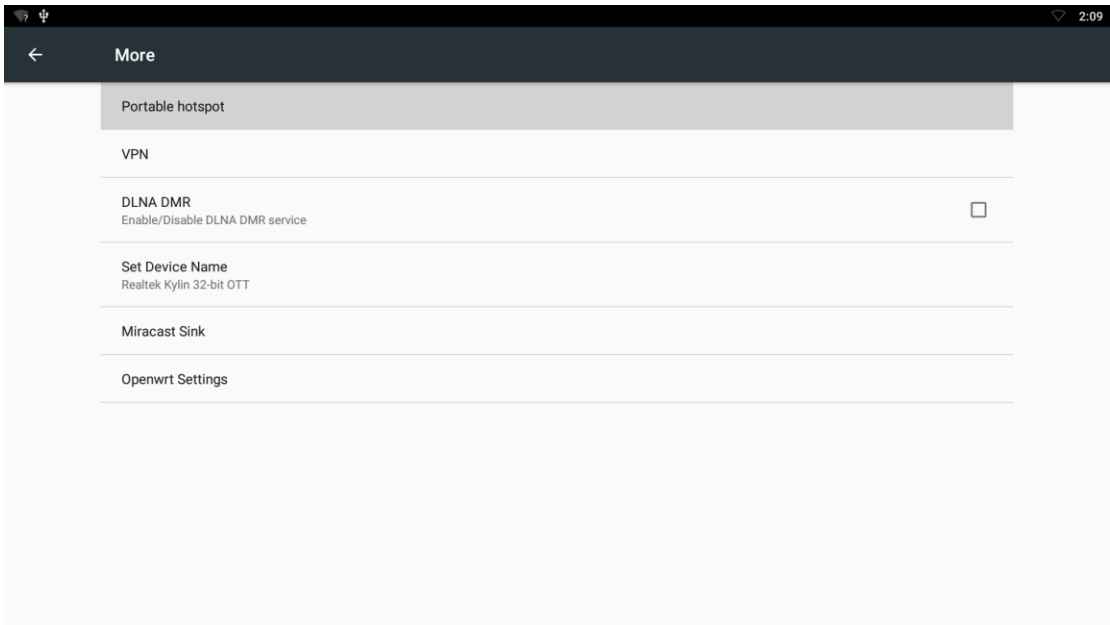 2:09
More
Portable hotspot
VPN
DLNA DMR
Enable/Disable DLNA DMR service
Set Device Name
Realtek Kylin 32-bit OTT
Miracast Sink
Openwrt Settings